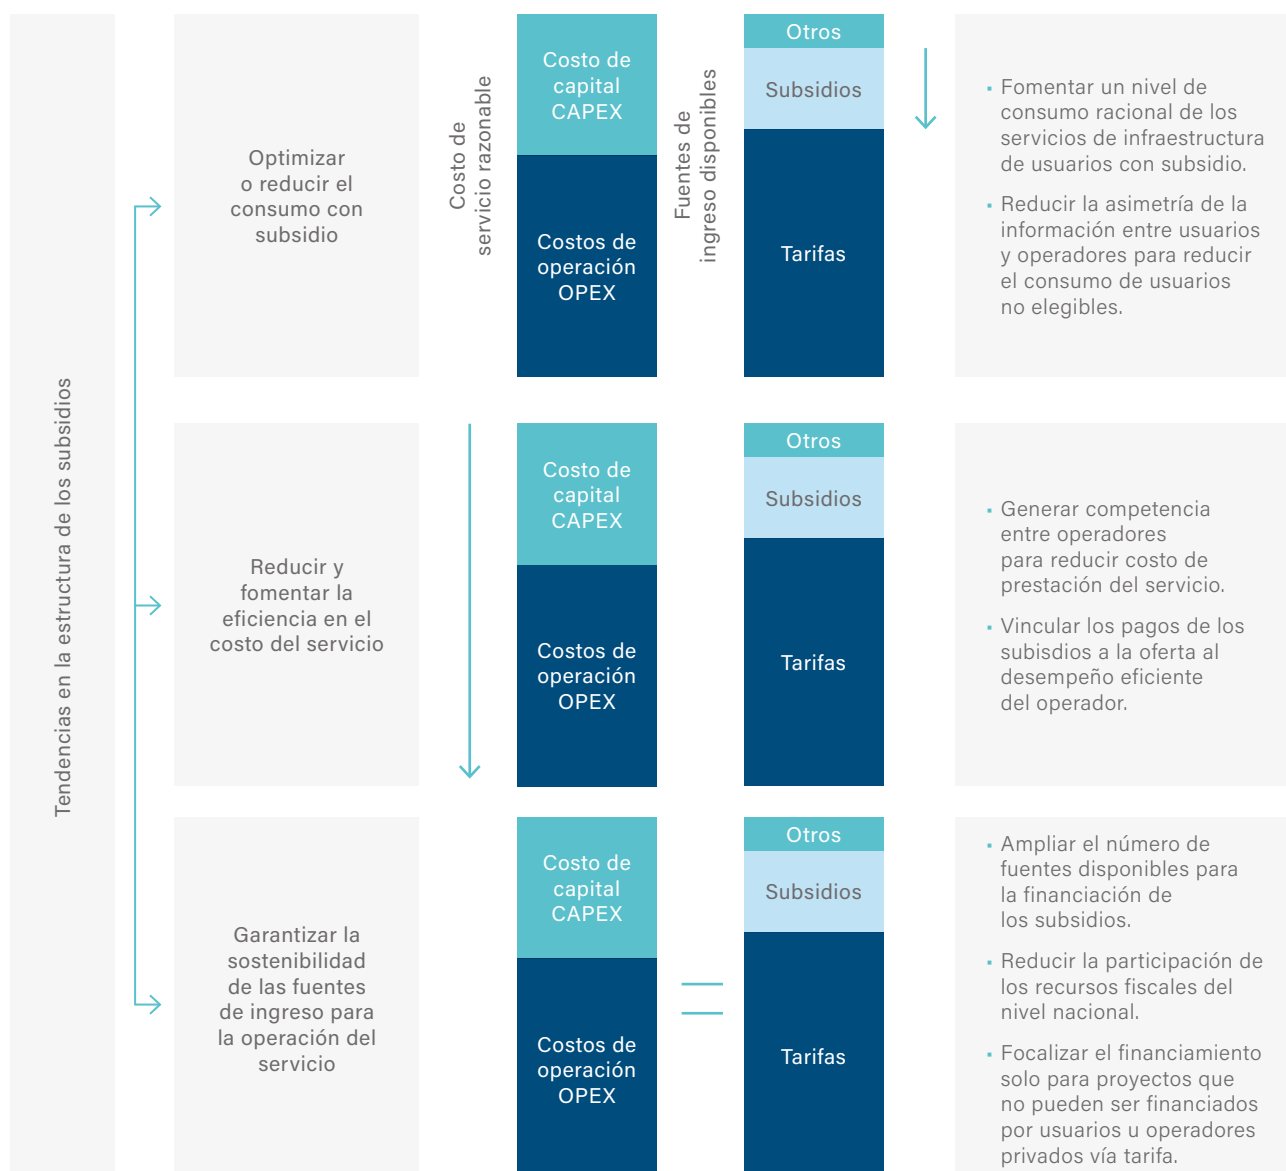 Tendencias en la estructura de los subsidios
Optimizar
o reducir el
consumo con
subsidio
Costo de
servicio razonable
Costo de
capital
CAPEX
Costos de
operación
OPEX
Fuentes de
ingreso disponibles
Otros
Subsidios
Tarifas
▪ Fomentar un nivel de
consumo racional de los
servicios de infraestructura
de usuarios con subsidio.
▪ Reducir la asimetría de la
información entre usuarios
y operadores para reducir
el consumo de usuarios
no elegibles.
Reducir y
fomentar la
eficiencia en el
costo del servicio
Costo de
capital
CAPEX
Costos de
operación
OPEX
Otros
Subsidios
Tarifas
▪ Generar competencia
entre operadores
para reducir costo de
prestación del servicio.
▪ Vincular los pagos de los
subisdios a la oferta al
desempeño eficiente
del operador.
Garantizar la
sostenibilidad
de las fuentes
de ingreso para
la operación del
servicio
Costo de
capital
CAPEX
Costos de
operación
OPEX
Otros
Subsidios
Tarifas
▪ Ampliar el número de
fuentes disponibles para
la financiación de
los subsidios.
▪ Reducir la participación de
los recursos fiscales del
nivel nacional.
▪ Focalizar el financiamiento
solo para proyectos que
no pueden ser financiados
por usuarios u operadores
privados vía tarifa.